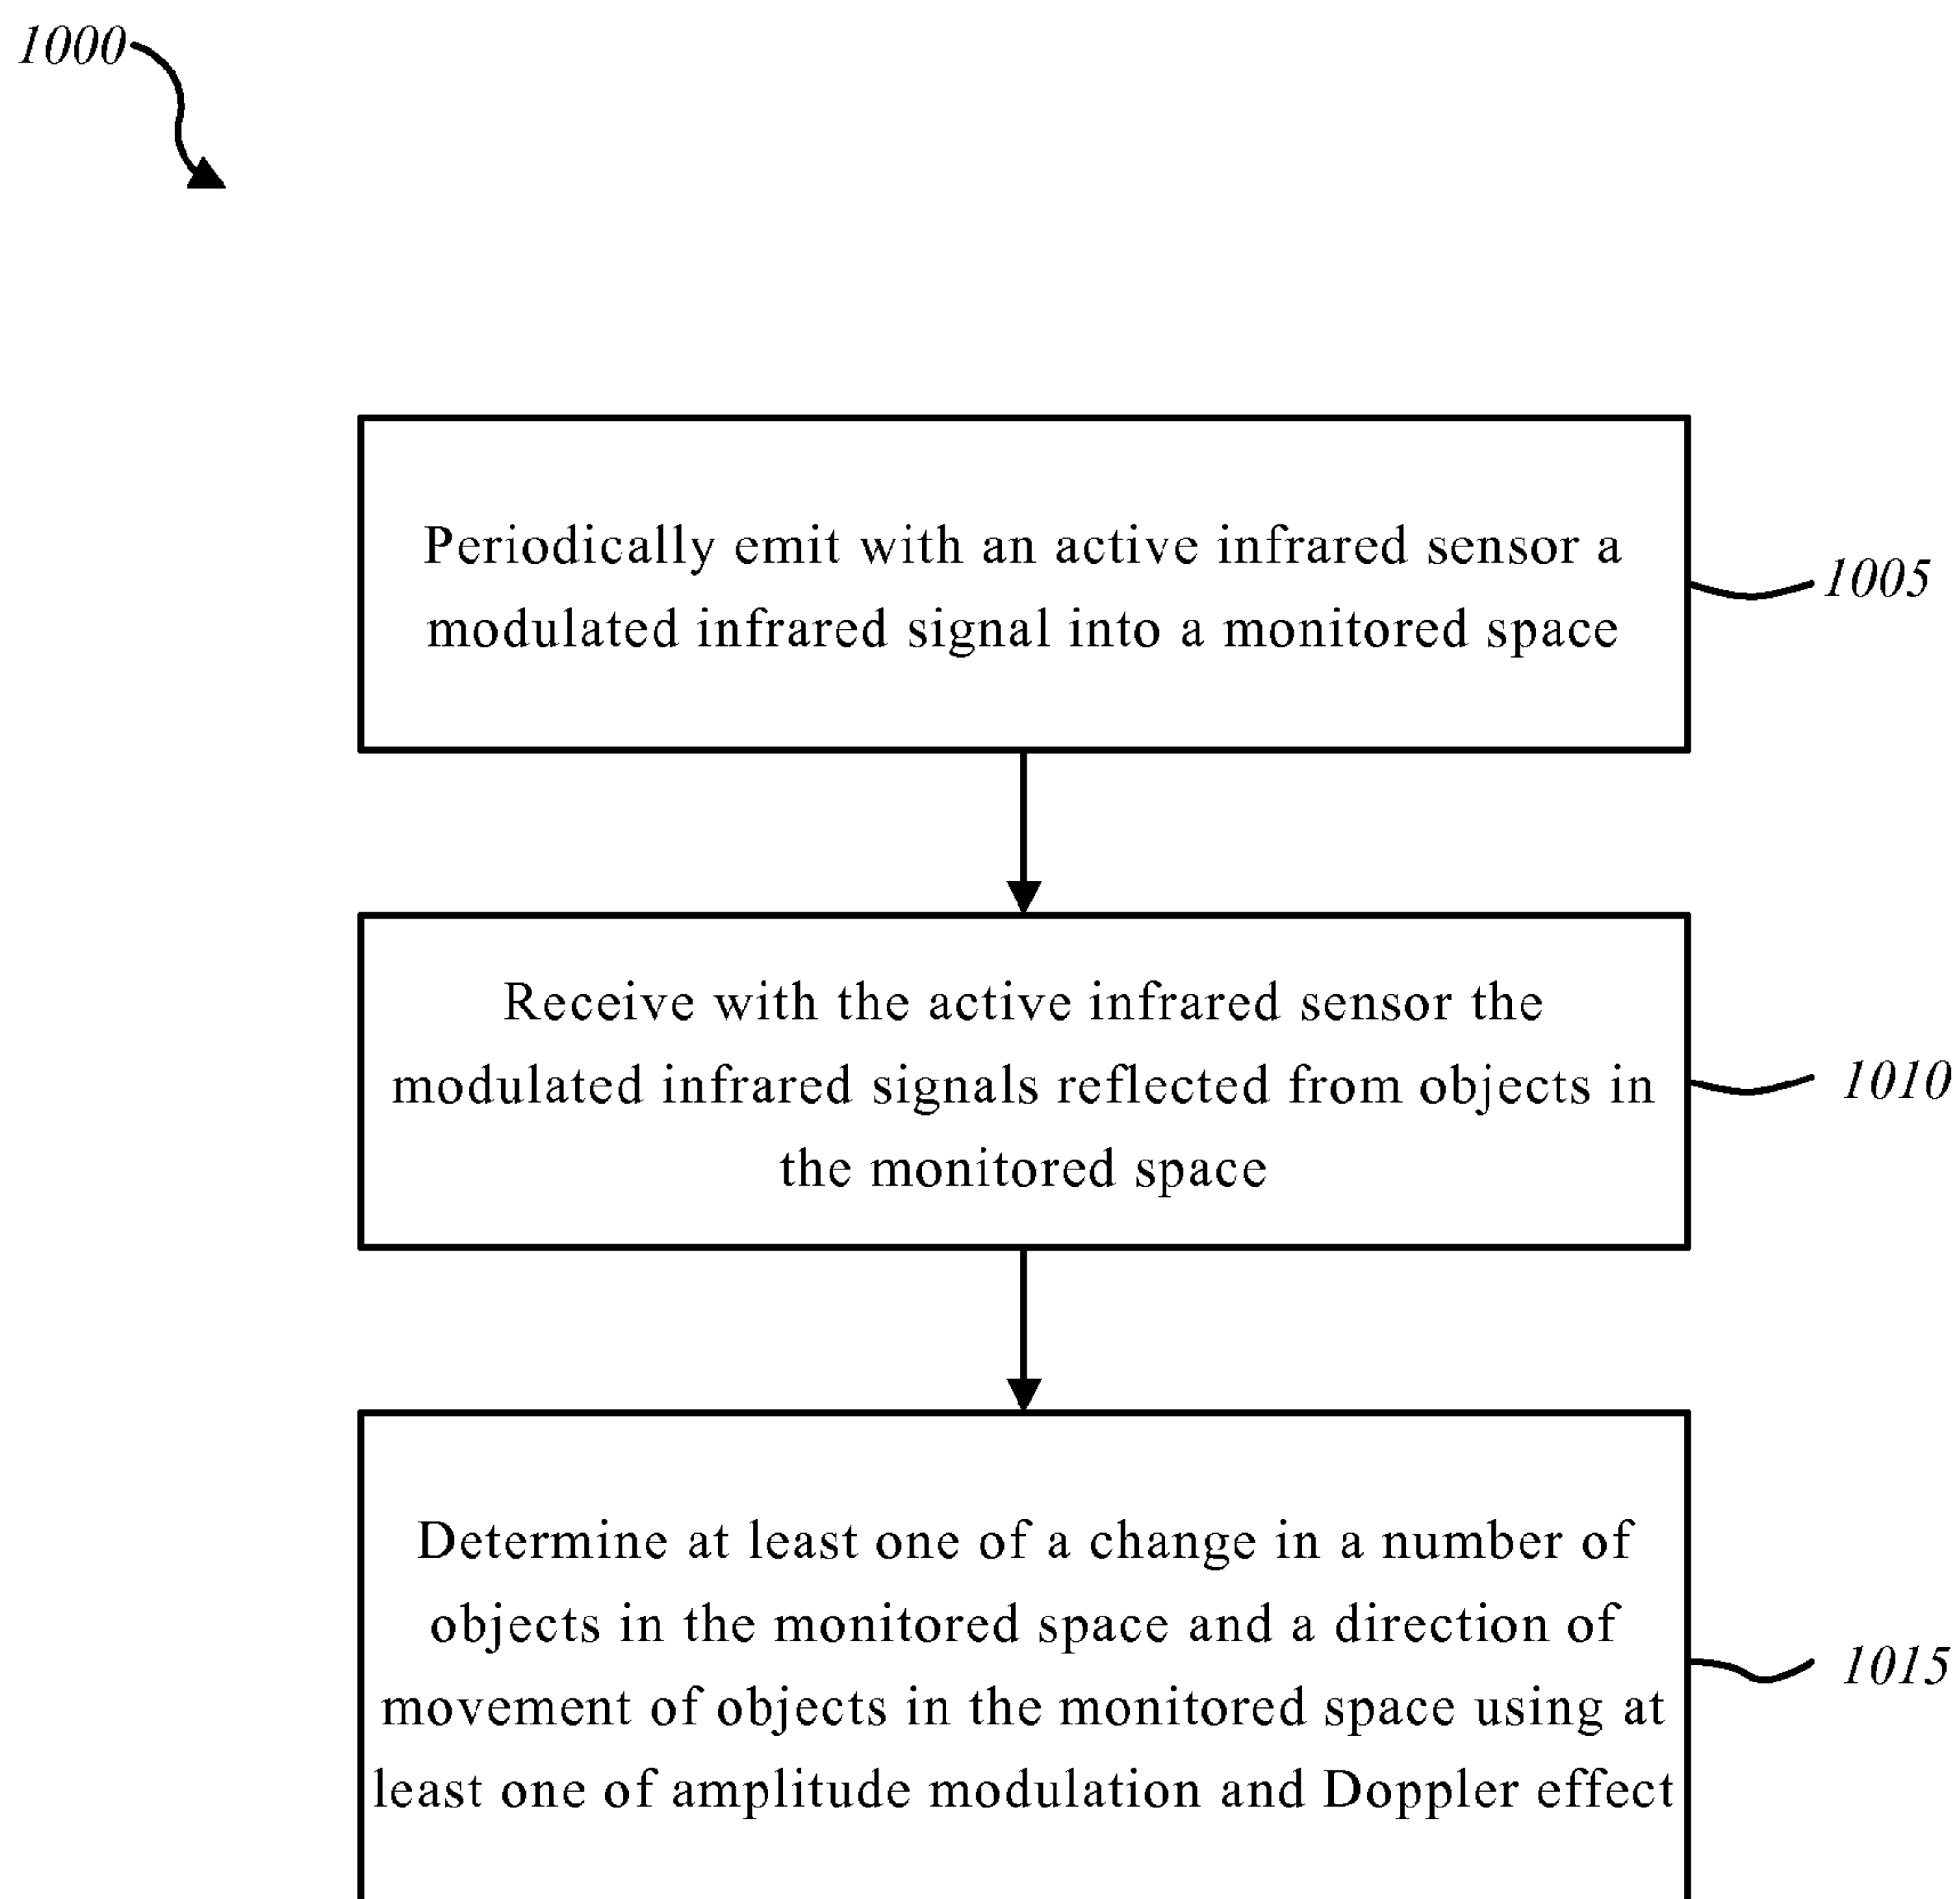 1000
Periodically emit with an active infrared sensor a
modulated infrared signal into a monitored space
1005
Receive with the active infrared sensor the
modulated infrared signals reflected from objects in
the monitored space
1010
Determine at least one of a change in a number of
objects in the monitored space and a direction of
movement of objects in the monitored space using at
least one of amplitude modulation and Doppler effect
1015